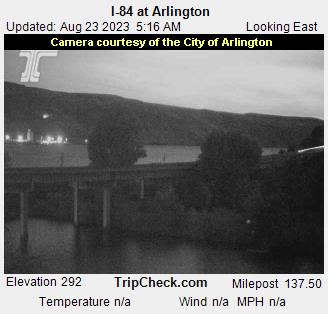 I-84 at Arlington
Updated: Aug 23 2023 5:16 AM Looking East
Camera courtesy of the City of Arlington
Elevation 292 TripCheck.com Milepost 137.50
Temperature n/a Wind n/a MPH n/a